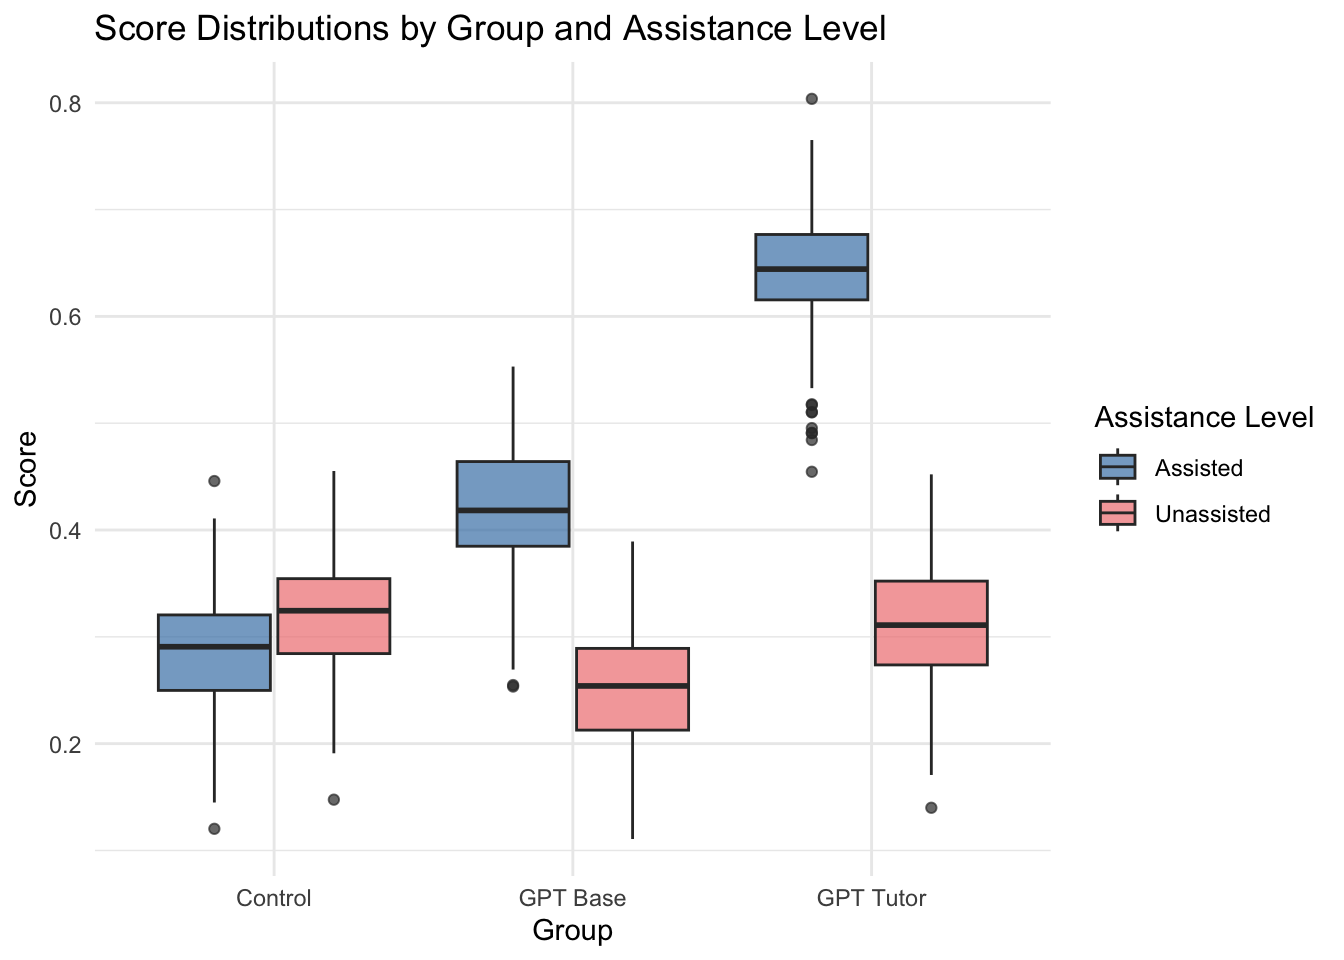 Score Distributions by Group and Assistance Level
Score
0.8
0.6
0.4
0.2
Control
GPT Base
GPT Tutor
Group
Assistance Level
Assisted
Unassisted